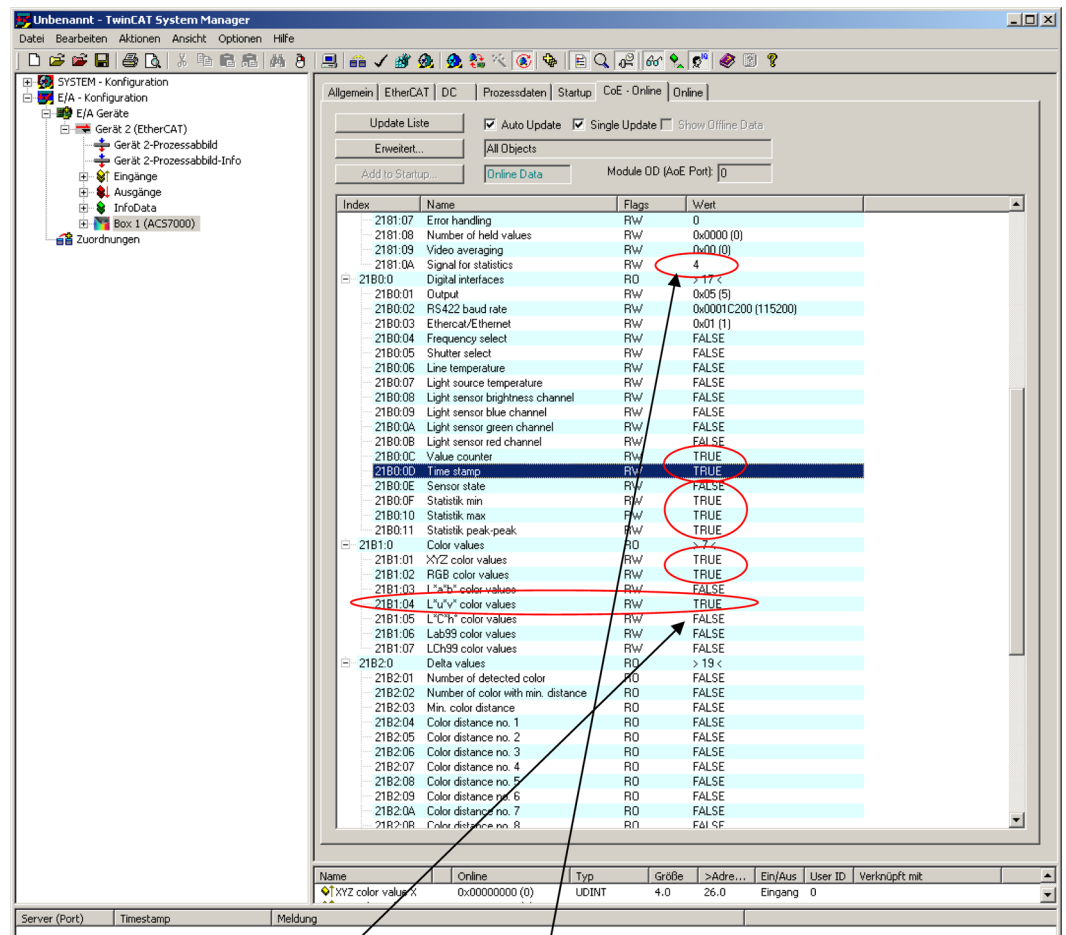 Unbenannt - TwinCAT System Manager
Datei Bearbeiten Aktionen Ansicht Optionen Hilfe
SYSTEM - Konfiguration
E/A - Konfiguration
E/A Geräte
Gerät 2 (EtherCAT)
Gerät 2-Prozessabbild
Gerät 2-Prozessabbild-Info
Eingänge
Ausgänge
InfoData
Box 1 (ACS7000)
Zuordnungen
Allgemein EtherCAT DC Prozessdaten Startup CoE - Online Online
Update Liste Auto Update Single Update Show Offline Data
Erweitert... All Objects
Add to Startup... Online Data Module OD (AoE Port): 0
Index Name Flags Wert
2181:07 Error handling RW 0
2181:08 Number of held values RW 0x0000 (0)
2181:09 Video averaging RW 0x00 (0)
2181:0A Signal for statistics RW 4
21B0:0 Digital interfaces RO > 17 <
21B0:01 Output RW 0x05 (5)
21B0:02 RS422 baud rate RW 0x0001C200 (115200)
21B0:03 Ethercat/Ethernet RW 0x01 (1)
21B0:04 Frequency select RW FALSE
21B0:05 Shutter select RW FALSE
21B0:06 Line temperature RW FALSE
21B0:07 Light source temperature RW FALSE
21B0:08 Light sensor brightness channel RW FALSE
21B0:09 Light sensor blue channel RW FALSE
21B0:0A Light sensor green channel RW FALSE
21B0:0B Light sensor red channel RW FALSE
21B0:0C Value counter RW TRUE
21B0:0D Time stamp RW TRUE
21B0:0E Sensor state RW FALSE
21B0:0F Statistik min RW TRUE
21B0:10 Statistik max RW TRUE
21B0:11 Statistik peak-peak RW TRUE
21B1:0 Color values RO > 7 <
21B1:01 XYZ color values RW TRUE
21B1:02 RGB color values RW TRUE
21B1:03 L*a*b* color values RW FALSE
21B1:04 L*u*v* color values RW TRUE
21B1:05 L*C*h* color values RW FALSE
21B1:06 Lab99 color values RW FALSE
21B1:07 LCh99 color values RW FALSE
21B2:0 Delta values RO > 19 <
21B2:01 Number of detected color RO FALSE
21B2:02 Number of color with min. distance RO FALSE
21B2:03 Min. color distance RO FALSE
21B2:04 Color distance no. 1 RO FALSE
21B2:05 Color distance no. 2 RO FALSE
21B2:06 Color distance no. 3 RO FALSE
21B2:07 Color distance no. 4 RO FALSE
21B2:08 Color distance no. 5 RO FALSE
21B2:09 Color distance no. 6 RO FALSE
21B2:0A Color distance no. 7 RO FALSE
21B2:0B Color distance no. 8 RO FALSE
Name Online Typ Größe >Adre... Ein/Aus User ID Verknüpft mit
XYZ color value X 0x00000000 (0) UDINT 4.0 26.0 Eingang 0
Server (Port) Timestamp Meldung